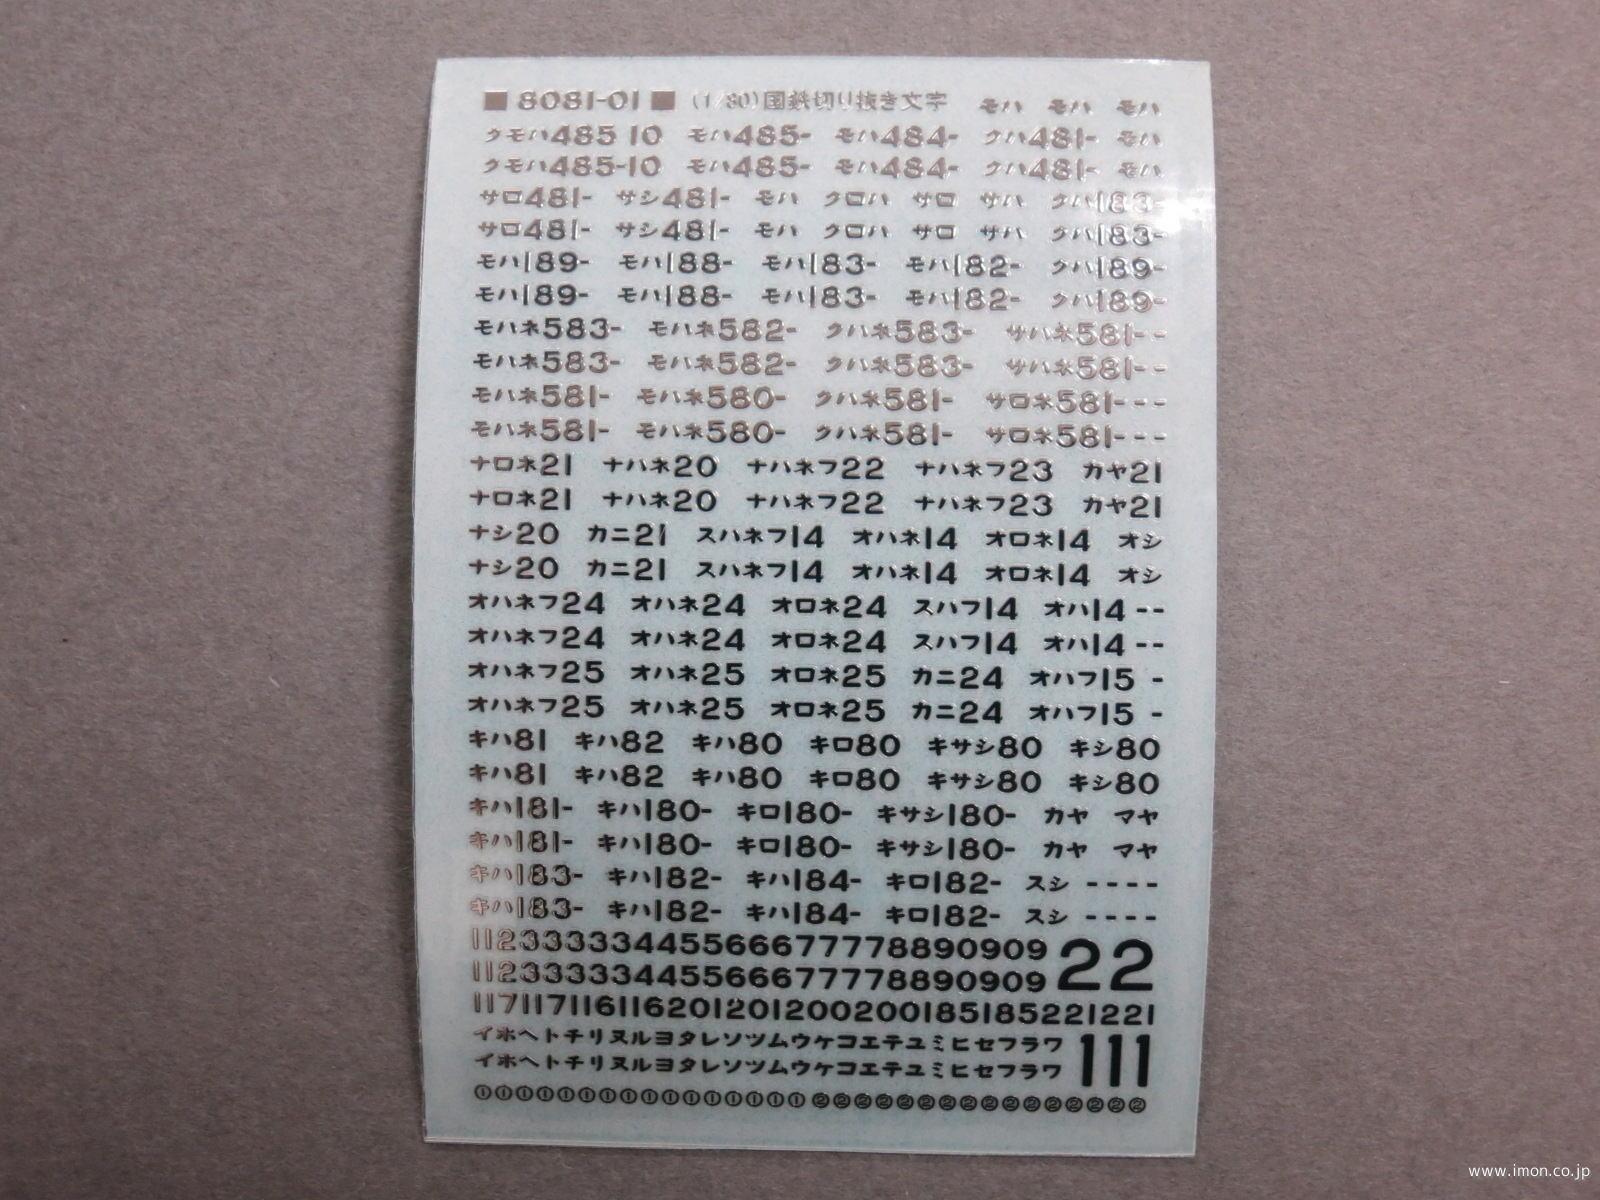 ■ 8081-01 ■ (1/80)国鉄切り抜き文字 モハ モハ モハ
クモハ485 10 モハ485- モハ484- クハ481- モハ
クモハ485-10 モハ485- モハ484- クハ481- モハ
サロ481- サシ481- モハ クロハ サロ サハ クハ183-
サロ481- サシ481- モハ クロハ サロ サハ クハ183-
モハ189- モハ188- モハ183- モハ182- クハ189-
モハ189- モハ188- モハ183- モハ182- クハ189-
モハネ583- モハネ582- クハネ583- サハネ581--
モハネ583- モハネ582- クハネ583- サハネ581--
モハネ581- モハネ580- クハネ581- サロネ581---
モハネ581- モハネ580- クハネ581- サロネ581---
ナロネ21 ナハネ20 ナハネフ22 ナハネフ23 カヤ21
ナロネ21 ナハネ20 ナハネフ22 ナハネフ23 カヤ21
ナシ20 カニ21 スハネフ14 オハネ14 オロネ14 オシ
ナシ20 カニ21 スハネフ14 オハネ14 オロネ14 オシ
オハネフ24 オハネ24 オロネ24 スハフ14 オハ14--
オハネフ24 オハネ24 オロネ24 スハフ14 オハ14--
オハネフ25 オハネ25 オロネ25 カニ24 オハフ15 -
オハネフ25 オハネ25 オロネ25 カニ24 オハフ15 -
キハ81 キハ82 キハ80 キロ80 キサシ80 キシ80
キハ81 キハ82 キハ80 キロ80 キサシ80 キシ80
キハ181- キハ180- キロ180- キサシ180- カヤ マヤ
キハ181- キハ180- キロ180- キサシ180- カヤ マヤ
キハ183- キハ182- キハ184- キロ182- スシ ----
キハ183- キハ182- キハ184- キロ182- スシ ----
11233333344556667777889090922
112333333445566677778890909
1171171161162012012002001851852​21221
イホヘトチリヌルヨタレソツムウケコエテユミヒセフラワ 111
イホヘトチリヌルヨタレソツムウケコエテユミヒセフラワ
①①①①①①①①①①①①①①①①②②②②②②②②②②②②②②②②
www.imon.co.jp